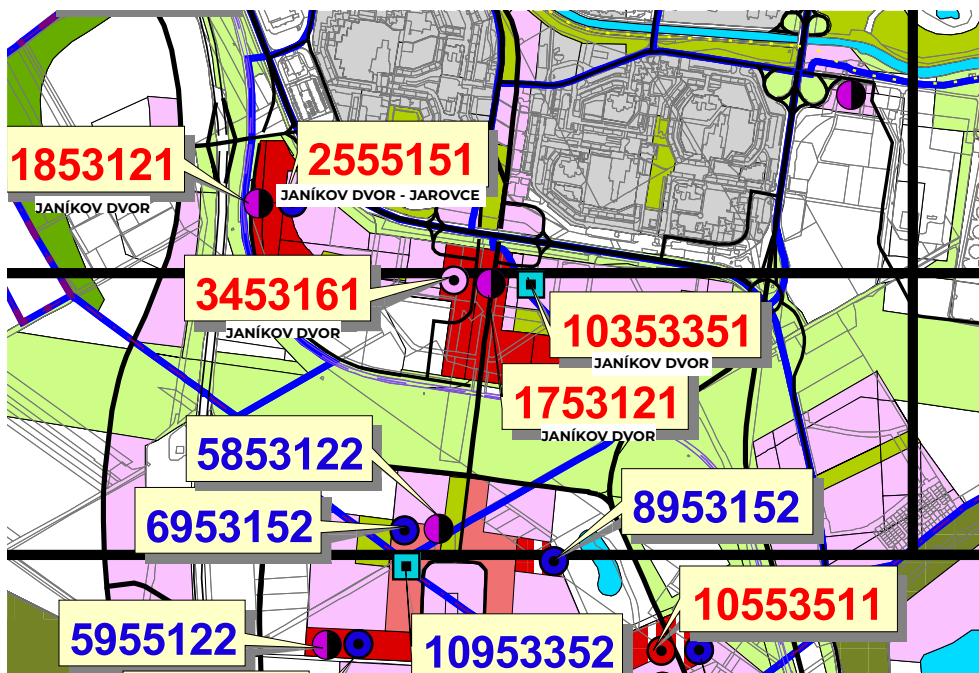 1853121
JANÍKOV DVOR
2555151
JANÍKOV DVOR - JAROVCE
3453161
JANÍKOV DVOR
10353351
JANÍKOV DVOR
1753121
JANÍKOV DVOR
5853122
6953152
8953152
10553511
5955122
10953352